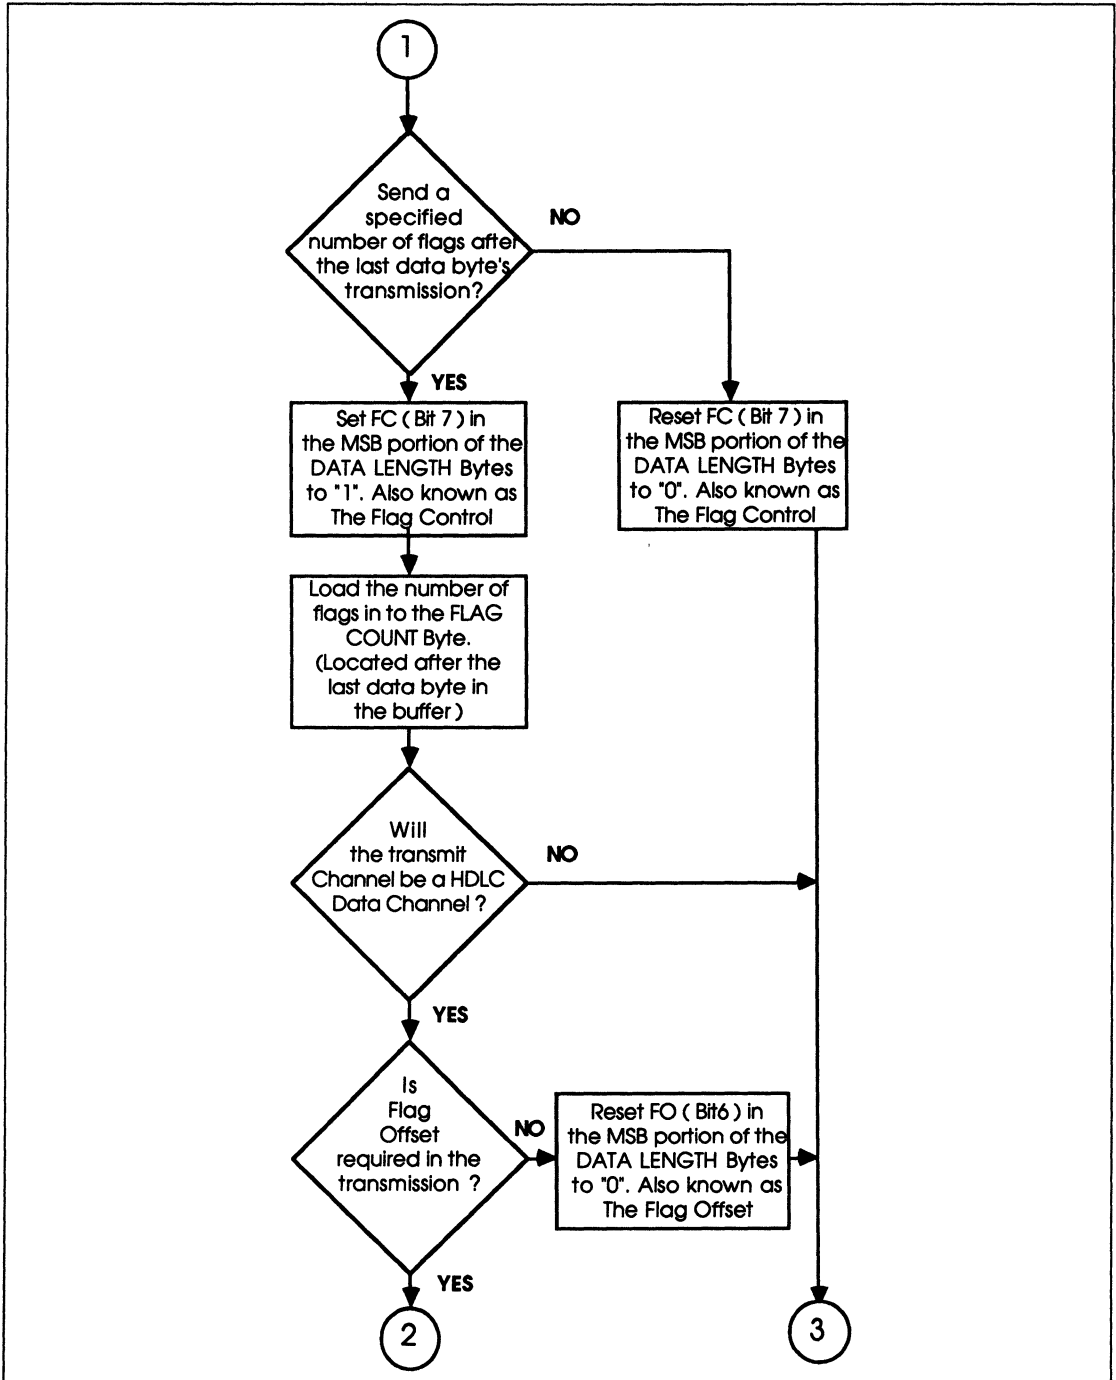 1
Send a
specified
number of flags after
the last data byte's
transmission?
NO
YES
Set FC ( Bit 7 ) in
the MSB portion of the
DATA LENGTH Bytes
to "1". Also known as
The Flag Control
Reset FC ( Bit 7 ) in
the MSB portion of the
DATA LENGTH Bytes
to "0". Also known as
The Flag Control
Load the number of
flags in to the FLAG
COUNT Byte.
(Located after the
last data byte in
the buffer )
Will
the transmit
Channel be a HDLC
Data Channel ?
NO
YES
Is
Flag
Offset
required in the
transmission ?
NO
Reset FO ( Bit6 ) in
the MSB portion of the
DATA LENGTH Bytes
to "0". Also known as
The Flag Offset
YES
2
3